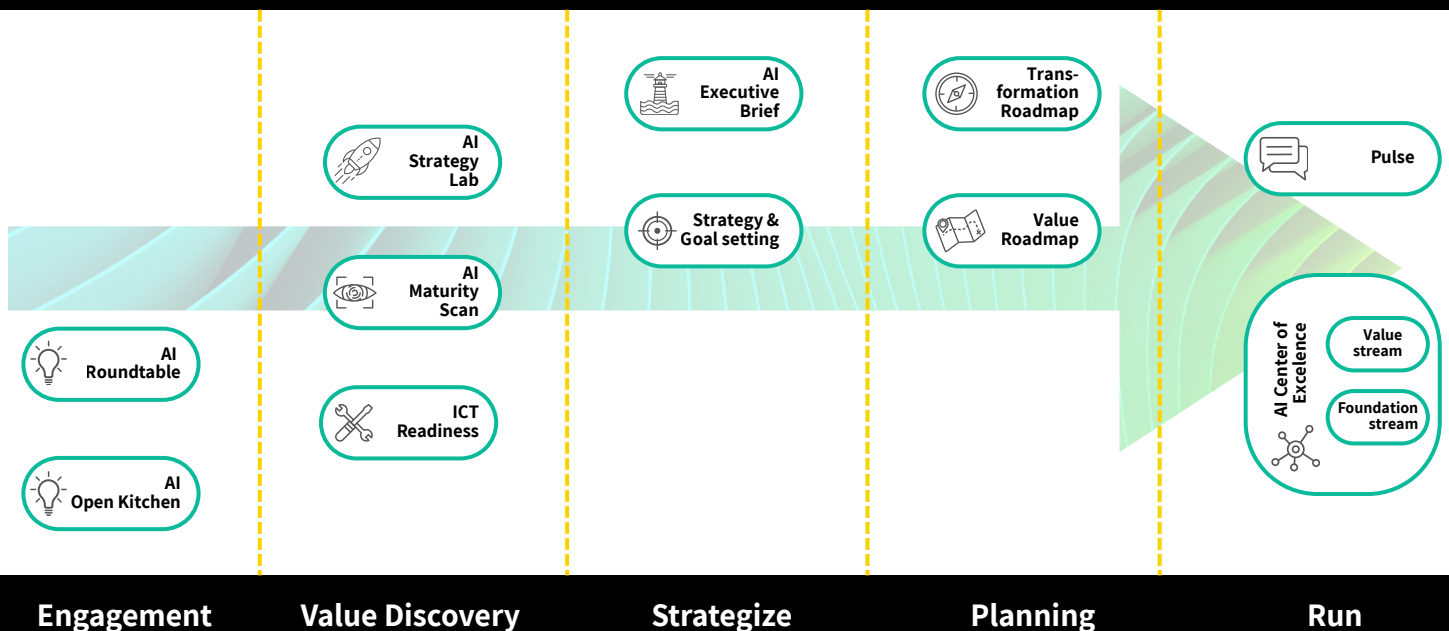 AI
Roundtable
AI
Open Kitchen
AI
Strategy
Lab
AI
Maturity
Scan
ICT
Readiness
AI
Executive
Brief
Strategy &
Goal setting
Trans-
formation
Roadmap
Value
Roadmap
Pulse
AI Center of
Excelence
Value
stream
Foundation
stream
Engagement
Value Discovery
Strategize
Planning
Run